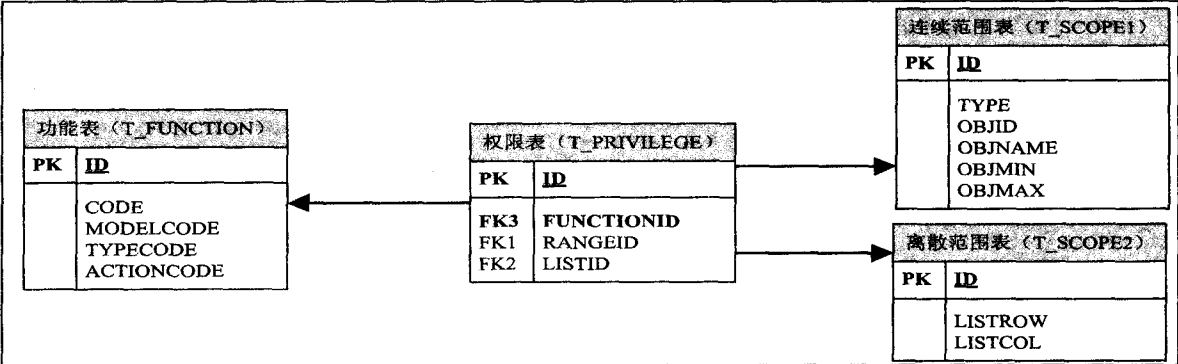 功能表（T_FUNCTION）
PK ID
CODE
MODELCODE
TYPECODE
ACTIONCODE
权限表（T_PRIVILEGE）
PK ID
FK3 FUNCTIONID
FK1 RANGEID
FK2 LISTID
连续范围表（T_SCOPE1）
PK ID
TYPE
OBJID
OBJNAME
OBJMIN
OBJMAX
离散范围表（T_SCOPE2）
PK ID
LISTROW
LISTCOL